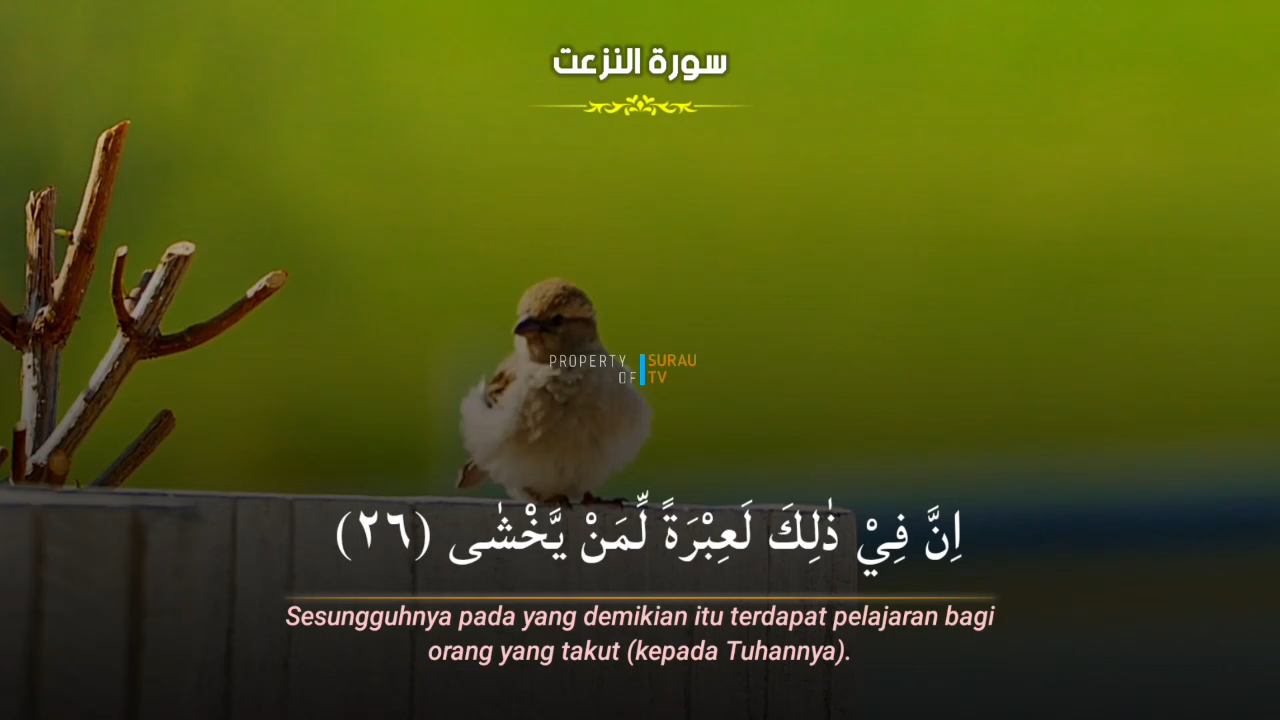 سورة النزعت
PROPERTY OF SURAU TV
اِنَّ فِيْ ذٰلِكَ لَعِبْرَةً لِّمَنْ يَّخْشٰى (٢٦)
Sesungguhnya pada yang demikian itu terdapat pelajaran bagi
orang yang takut (kepada Tuhannya).